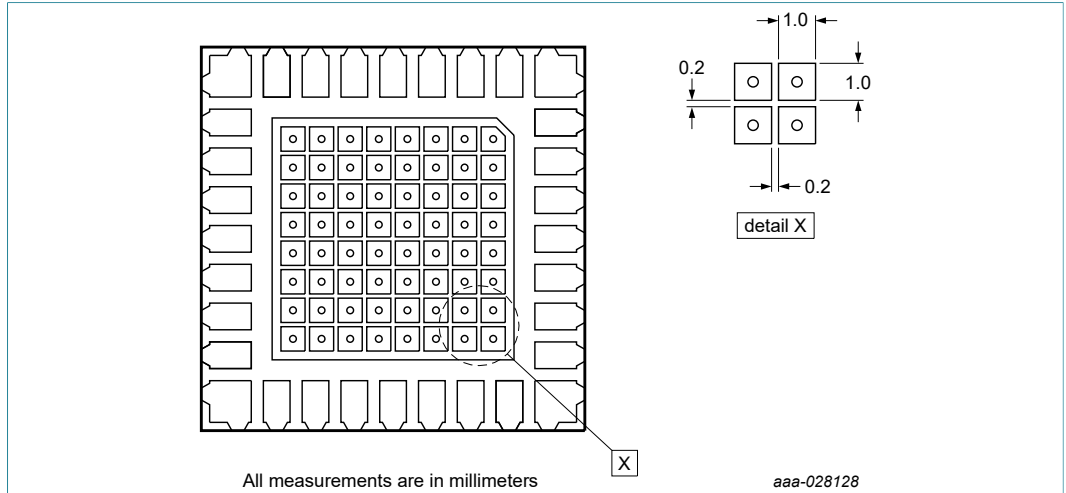 1.0
0.2
1.0
0.2
detail X
X
All measurements are in millimeters
aaa-028128